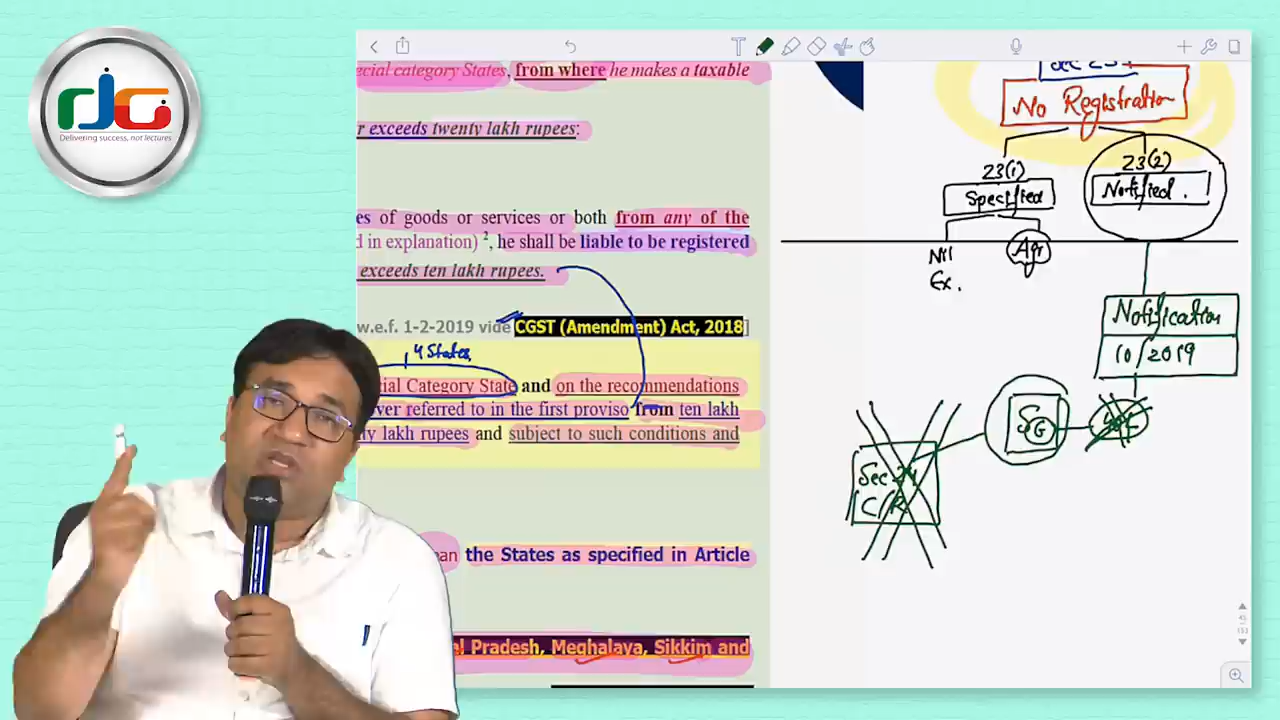 Delivering success, not lectures
ecial category States, from where he makes a taxable
r exceeds twenty lakh rupees:
es of goods or services or both from any of the
d in explanation) 2, he shall be liable to be registered
exceeds ten lakh rupees.
w.e.f. 1-2-2019 vide CGST (Amendment) Act, 2018]
4 States
cial Category State and on the recommendations
ver referred to in the first proviso from ten lakh
ty lakh rupees and subject to such conditions and
an the States as specified in Article
al Pradesh, Meghalaya, Sikkim and
No Registration
23(1)
Specified
23(2)
Notified.
Nil
Ex.
Agr
Notification
10/2019
SG
Sec 24
C/R